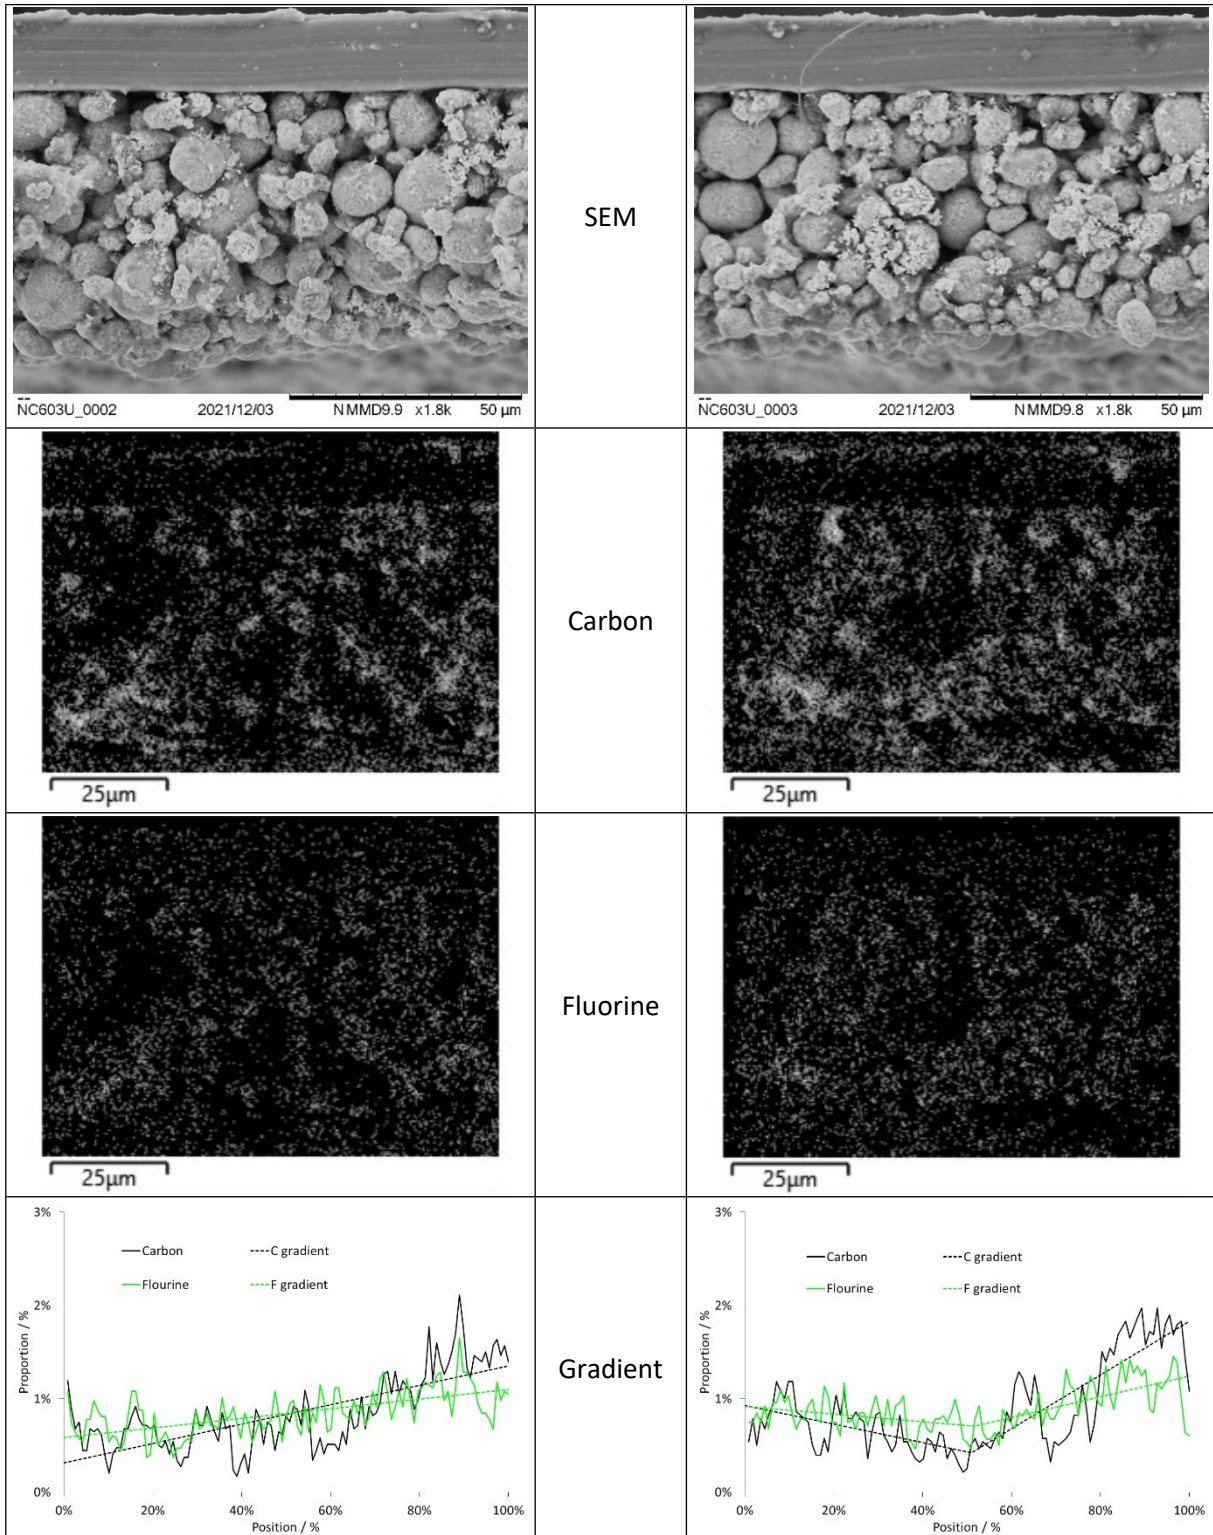 SEM
NC603U_0002 2021/12/03 NMMD9.9 x1.8k 50 µm
NC603U_0003 2021/12/03 NMMD9.8 x1.8k 50 µm
Carbon
25µm
25µm
Fluorine
25µm
25µm
Gradient
3%
2%
1%
0%
Proportion / %
Carbon
C gradient
Flourine
F gradient
0% 20% 40% 60% 80% 100%
Position / %
3%
2%
1%
0%
Proportion / %
Carbon
C gradient
Flourine
F gradient
0% 20% 40% 60% 80% 100%
Position / %